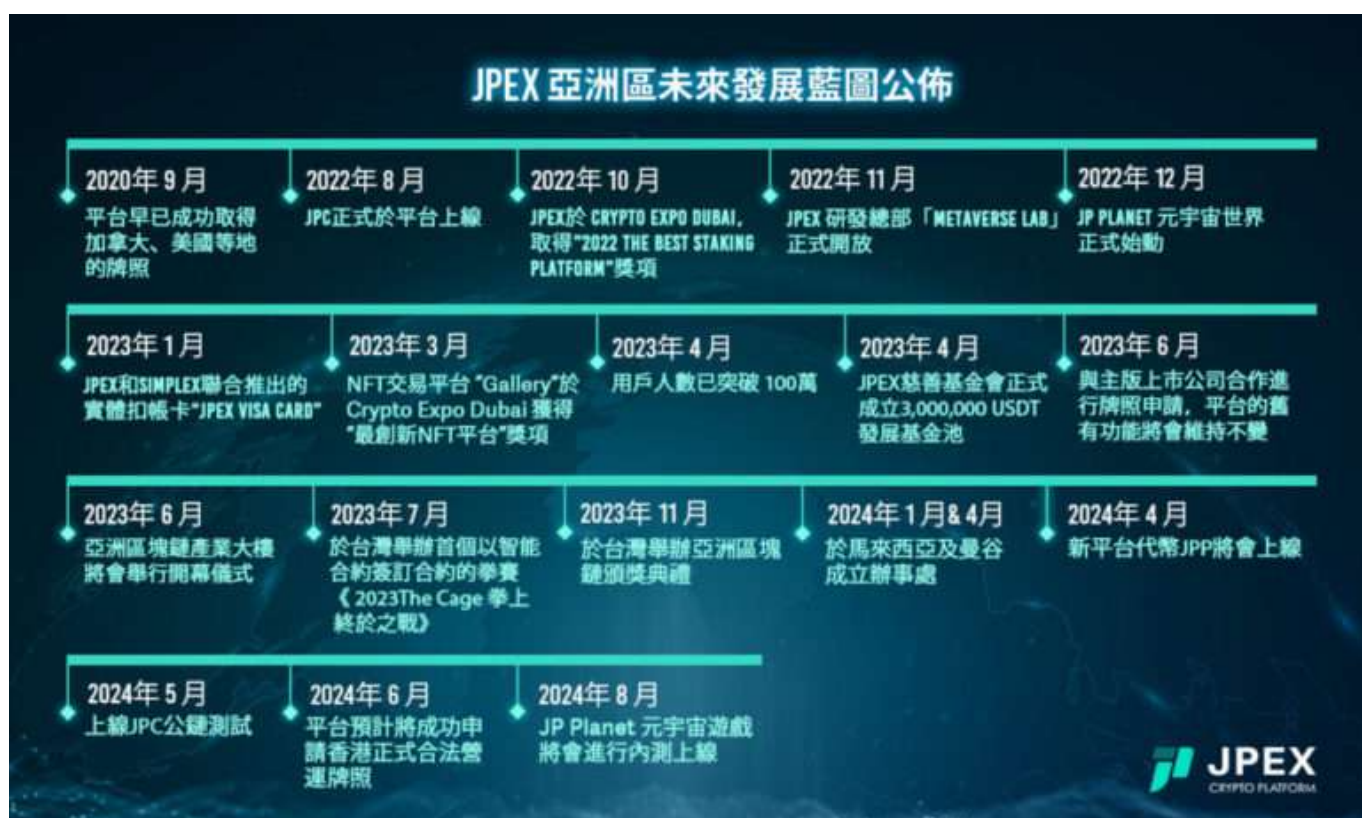 JPEX 亞洲區未來發展藍圖公佈
2020年 9 月
平台早已成功取得
加拿大、美國等地
的牌照
2022年 8 月
JPC正式於平台上線
2022年 10 月
JPEX於 CRYPTO EXPO DUBAI,
取得"2022 THE BEST STAKING
PLATFORM"獎項
2022年 11 月
JPEX 研發總部「METAVERSE LAB」
正式開放
2022年 12 月
JP PLANET 元宇宙世界
正式始動
2023年 1 月
JPEX和SIMPLEX聯合推出的
實體扣帳卡"JPEX VISA CARD"
2023年 3 月
NFT交易平台 "Gallery"於
Crypto Expo Dubai 獲得
"最創新NFT平台"獎項
2023年 4 月
用戶人數已突破 100萬
2023年 4 月
JPEX慈善基金會正式
成立3,000,000 USDT
發展基金池
2023年 6 月
與主版上市公司合作進
行牌照申請，平台的舊
有功能將會維持不變
2023年 6 月
亞洲區塊鏈產業大樓
將會舉行開幕儀式
2023年 7 月
於台灣舉辦首個以智能
合約簽訂合約的拳賽
《 2023The Cage 拳上
終於之戰》
2023年 11 月
於台灣舉辦亞洲區塊
鏈頒獎典禮
2024年 1 月& 4月
於馬來西亞及曼谷
成立辦事處
2024年 4 月
新平台代幣JPP將會上線
2024年 5 月
上線JPC公鏈測試
2024年 6 月
平台預計將成功申
請香港正式合法營
運牌照
2024年 8 月
JP Planet 元宇宙遊戲
將會進行內測上線
JPEX
CRYPTO PLATFORM